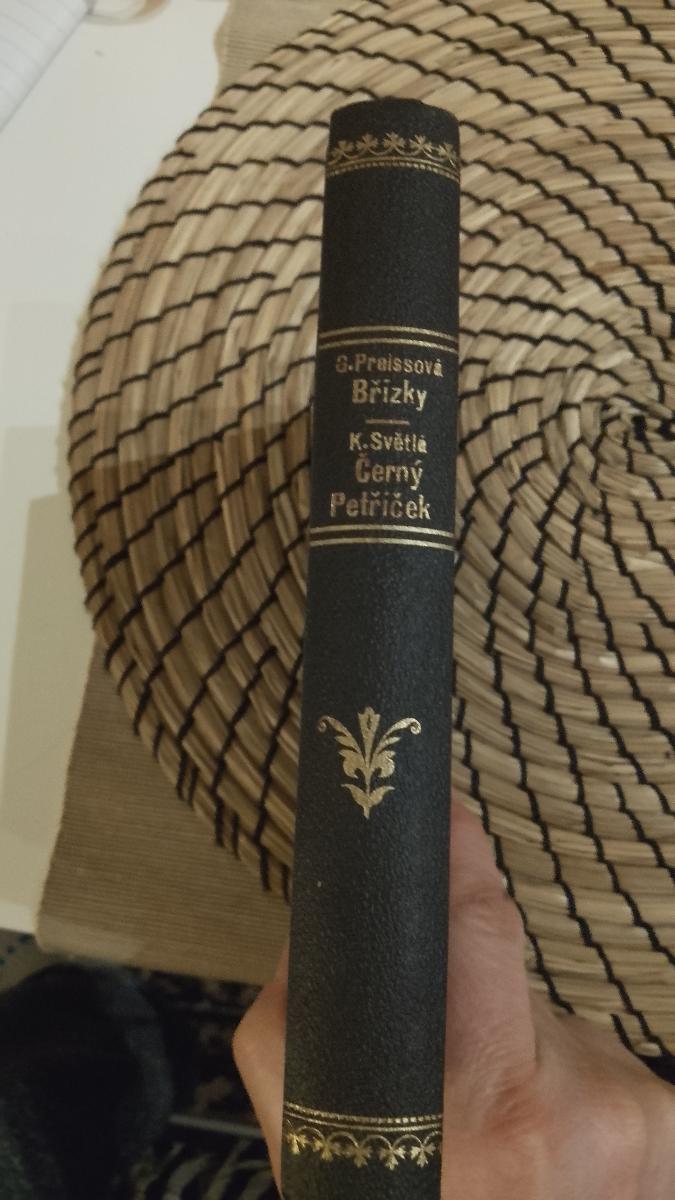 G.Preissová
Břízky
K.Světlá
Černý
Petříček